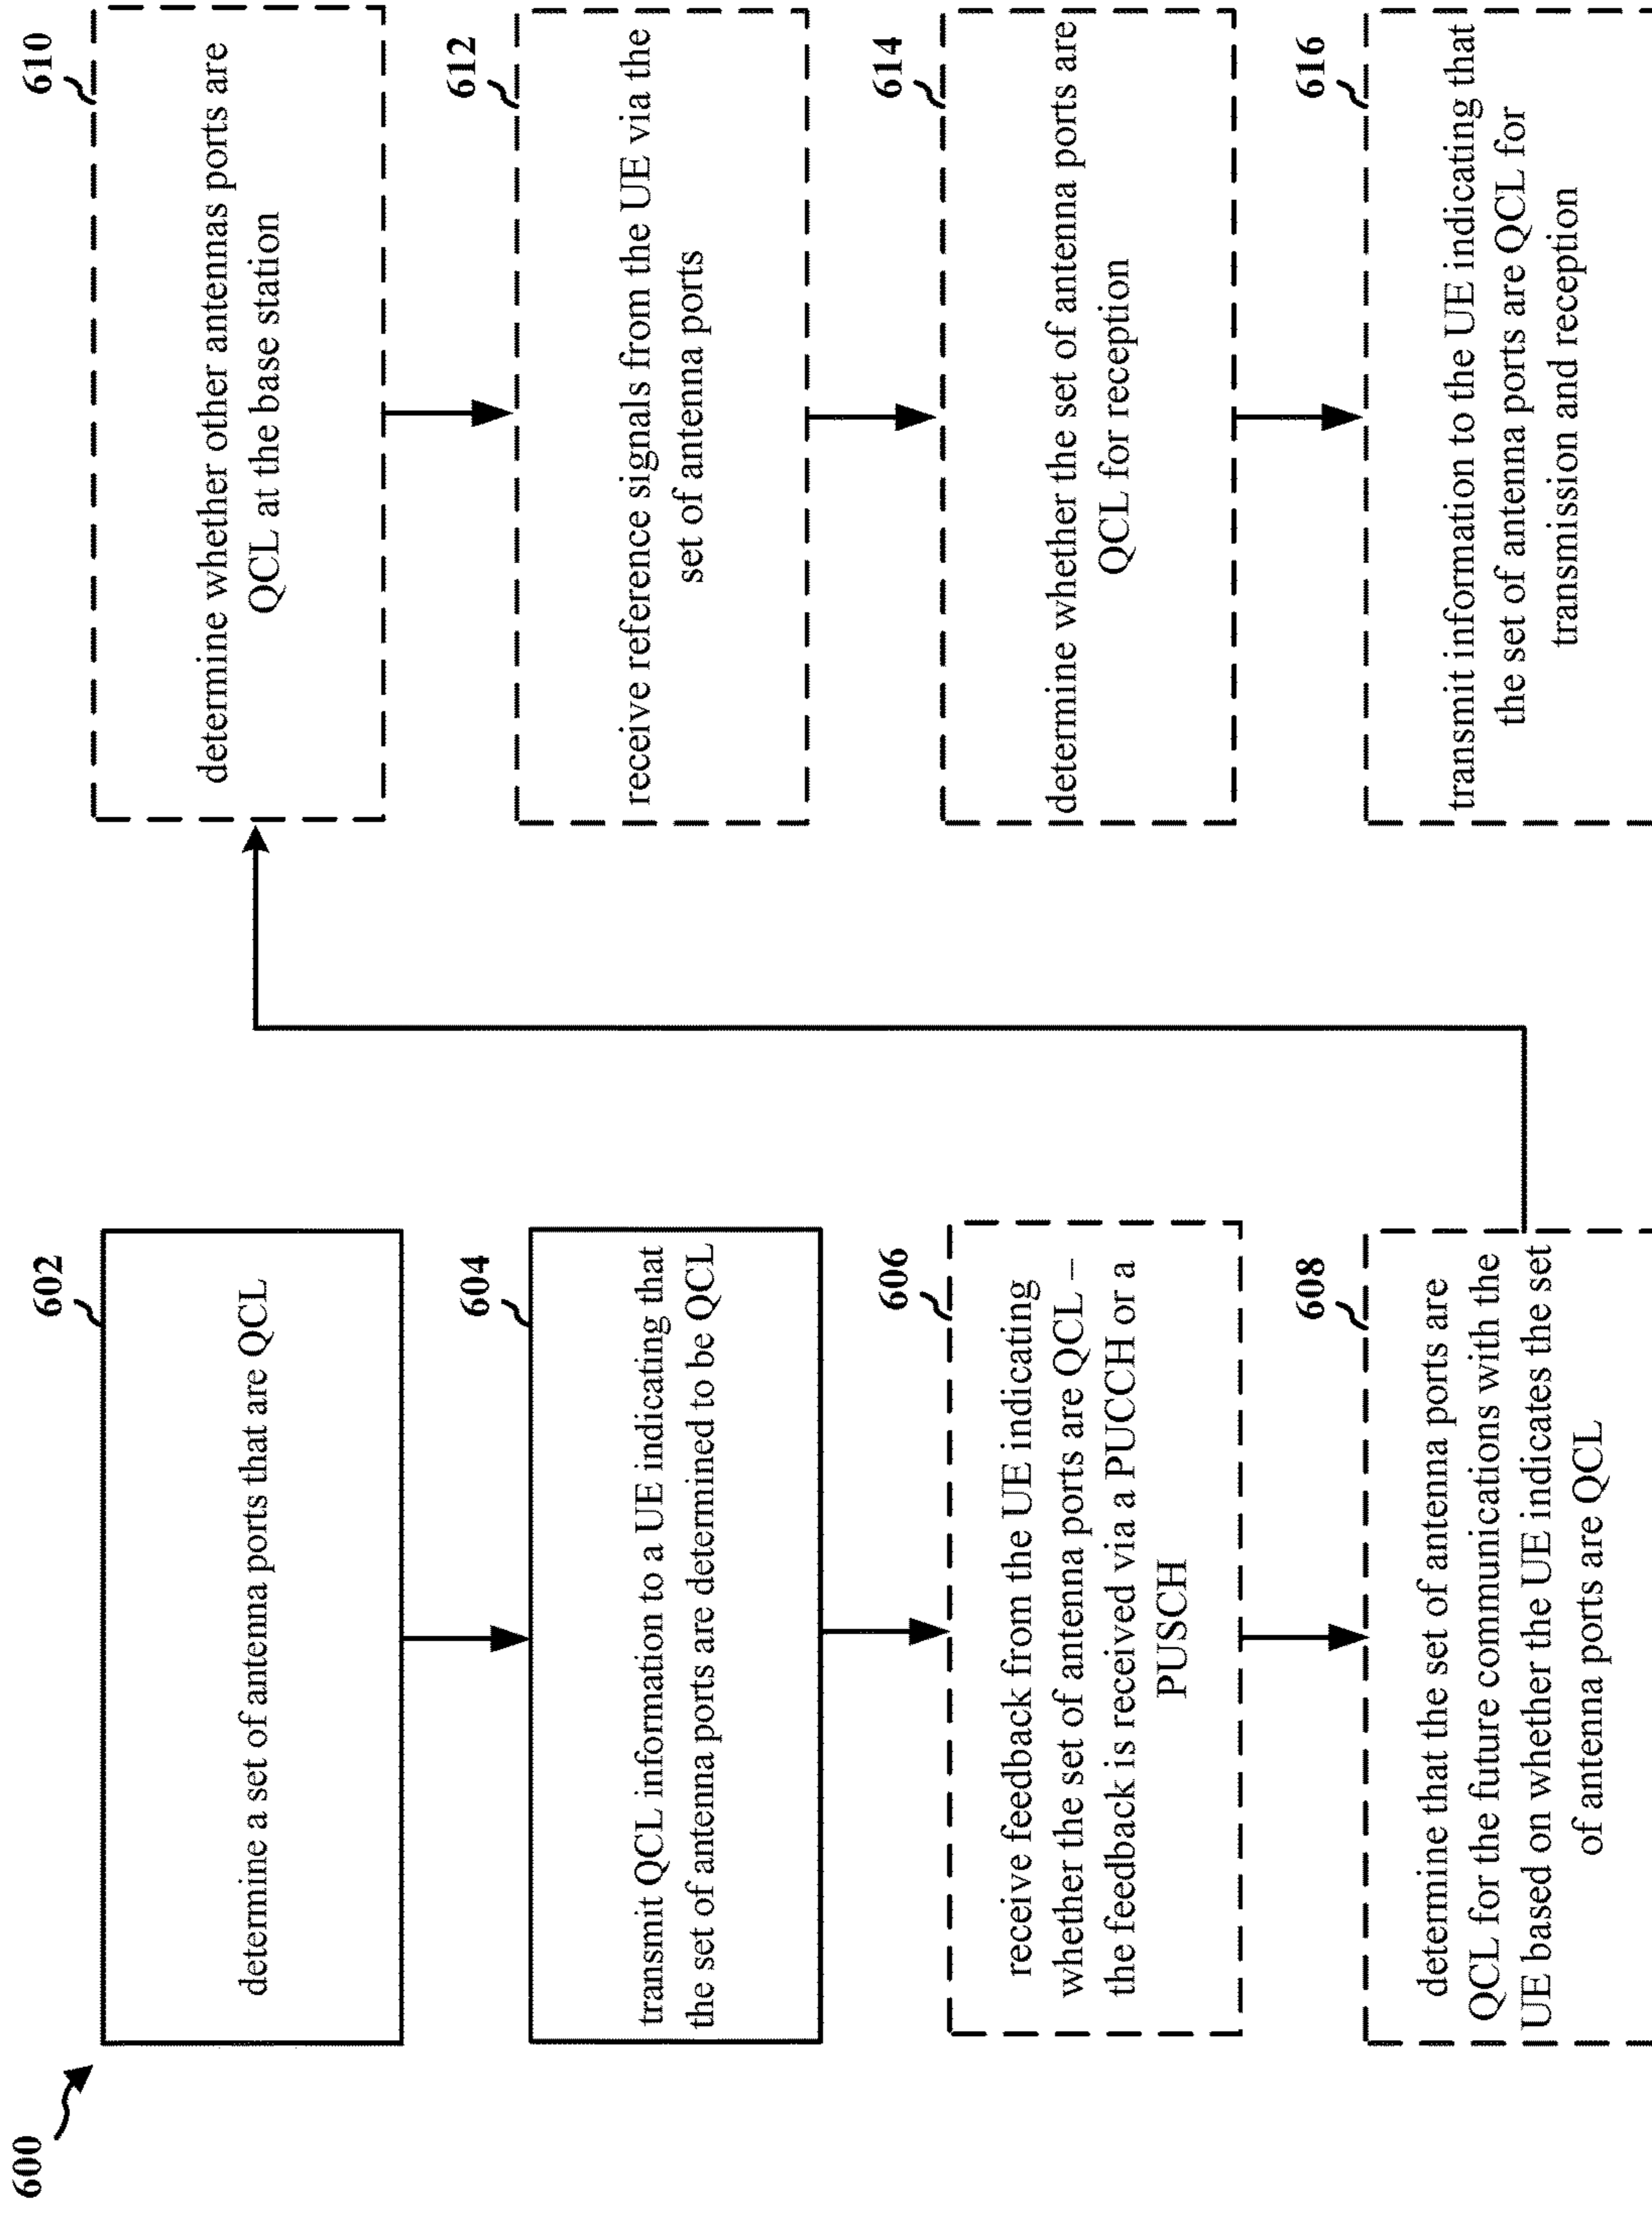 600
602
determine a set of antenna ports that are QCL
604
transmit QCL information to a UE indicating that
the set of antenna ports are determined to be QCL
606
receive feedback from the UE indicating
whether the set of antenna ports are QCL –
the feedback is received via a PUCCH or a
PUSCH
608
determine that the set of antenna ports are
QCL for the future communications with the
UE based on whether the UE indicates the set
of antenna ports are QCL
610
determine whether other antennas ports are
QCL at the base station
612
receive reference signals from the UE via the
set of antenna ports
614
determine whether the set of antenna ports are
QCL for reception
616
transmit information to the UE indicating that
the set of antenna ports are QCL for
transmission and reception